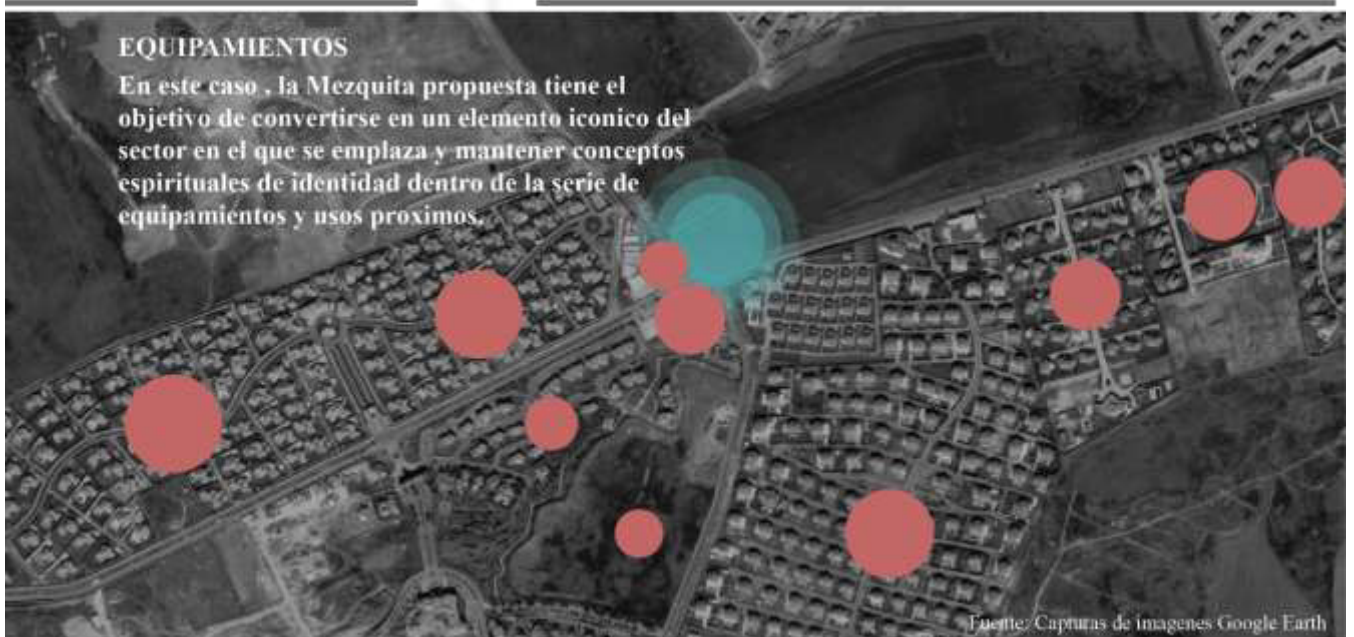 EQUIPAMIENTOS
En este caso , la Mezquita propuesta tiene el
objetivo de convertirse en un elemento iconico del
sector en el que se emplaza y mantener conceptos
espirituales de identidad dentro de la serie de
equipamientos y usos proximos.
Fuente: Capturas de imagenes Google Earth